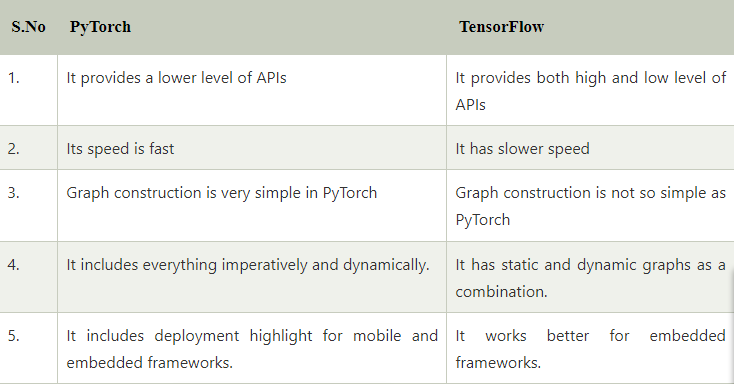 S.No PyTorch TensorFlow
1. It provides a lower level of APIs It provides both high and low level of
APIs
2. Its speed is fast It has slower speed
3. Graph construction is very simple in PyTorch Graph construction is not so simple as
PyTorch
4. It includes everything imperatively and dynamically. It has static and dynamic graphs as a
combination.
5. It includes deployment highlight for mobile and It works better for embedded
embedded frameworks. frameworks.